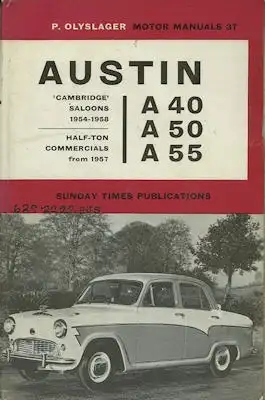 P. OLYSLAGER MOTOR MANUALS 37
AUSTIN
'CAMBRIDGE'
SALOONS
1954-1958
HALF-TON
COMMERCIALS
from 1957
A 40
A 50
A 55
SUNDAY TIMES PUBLICATIONS